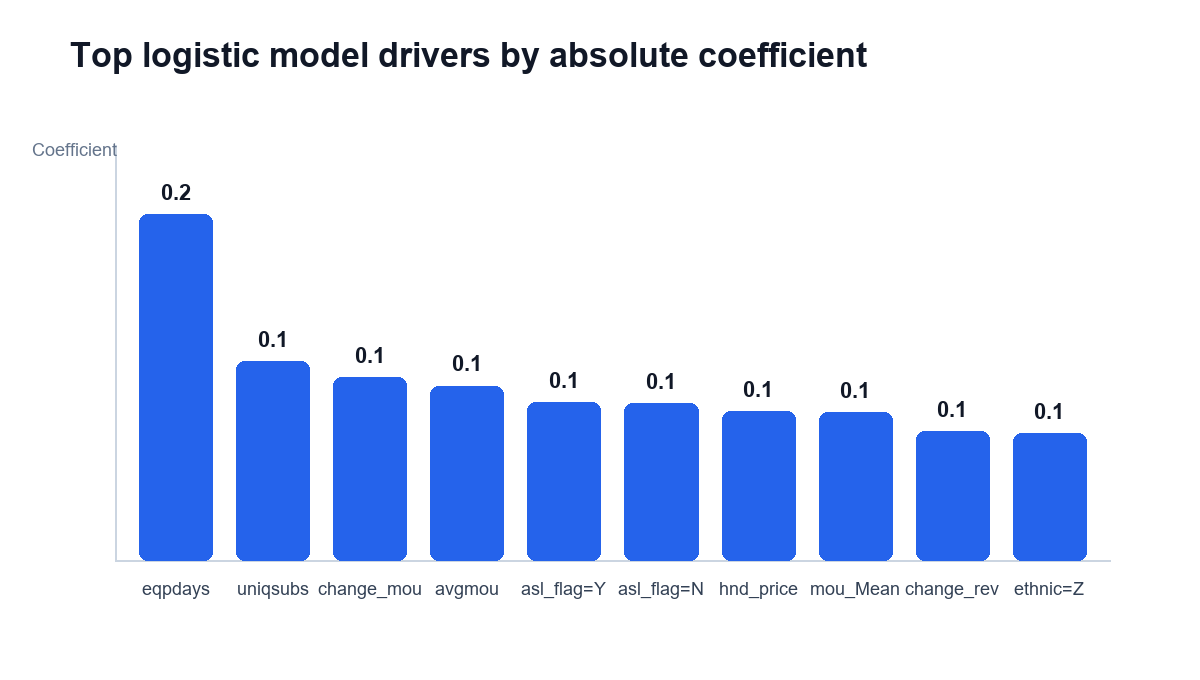 Top logistic model drivers by absolute coefficient
Coefficient
0.2 0.1 0.1 0.1 0.1 0.1 0.1 0.1 0.1 0.1
eqpdays uniqsubs change_mou avgmou asl_flag=Y asl_flag=N hnd_price mou_Mean change_rev ethnic=Z